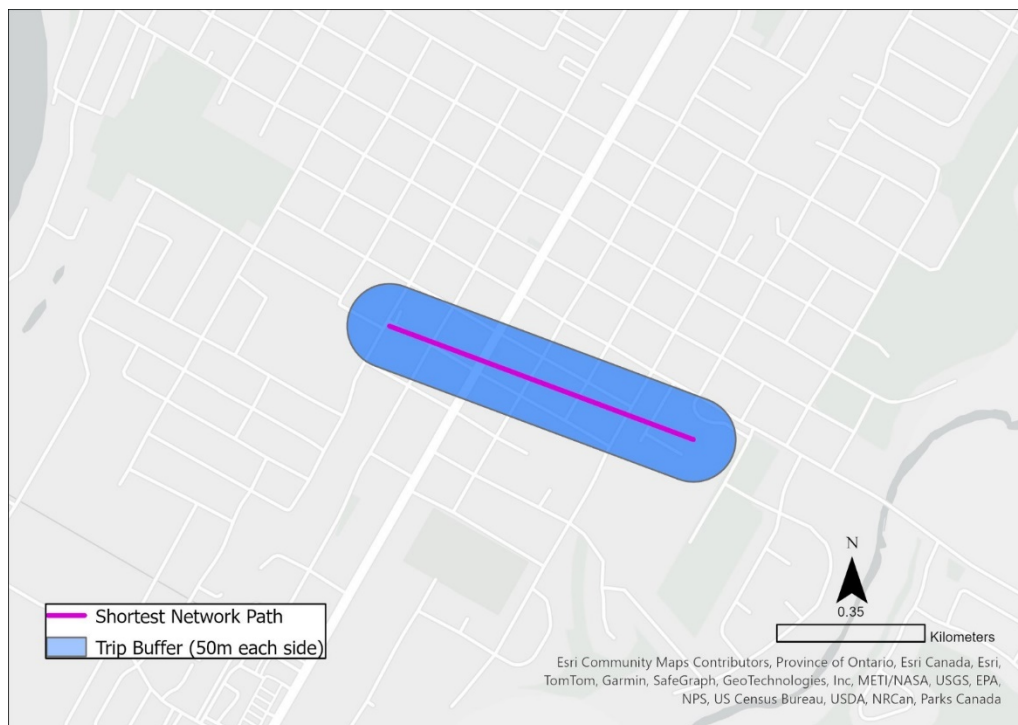 Shortest Network Path
Trip Buffer (50m each side)
N
0.35
Kilometers
Esri Community Maps Contributors, Province of Ontario, Esri Canada, Esri,
TomTom, Garmin, SafeGraph, GeoTechnologies, Inc, METI/NASA, USGS, EPA,
NPS, US Census Bureau, USDA, NRCan, Parks Canada